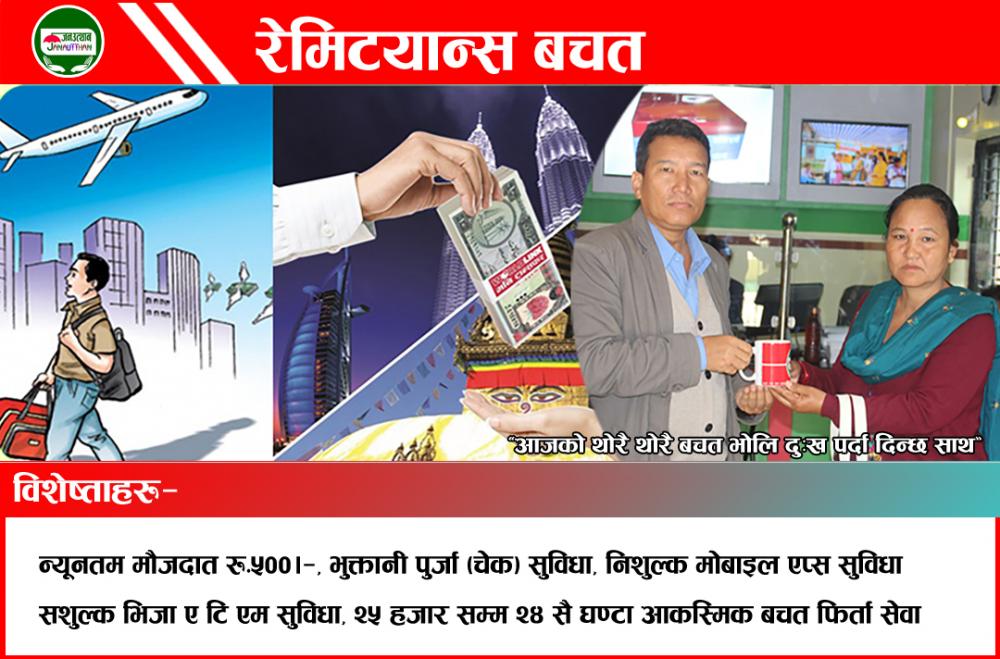 जनउत्थान
JANAUTTHAN
रेमिटयान्स बचत
"आजको थोरै थोरै बचत भोलि दुःख पर्दा दिन्छ साथ"
विशेष्ताहरु-
न्यूनतम मौजदात रु.५००।-, भुक्तानी पुर्जा (चेक) सुविधा, निशुल्क मोबाइल एप्स सुविधा
सशुल्क भिजा ए टि एम सुविधा, २५ हजार सम्म २४ सै घण्टा आकस्मिक बचत फिर्ता सेवा